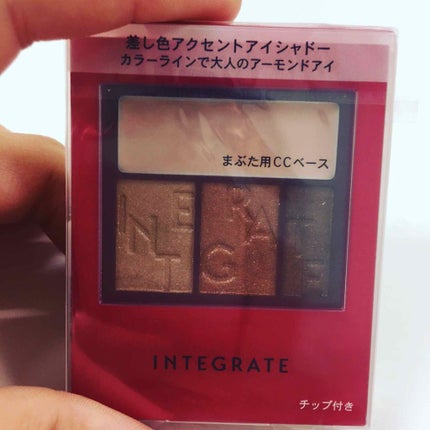 差し色アクセントアイシャドー
カラーラインで大人のアーモンドアイ
まぶた用CCベース
INTEGRATE
INTEGRATE
チップ付き